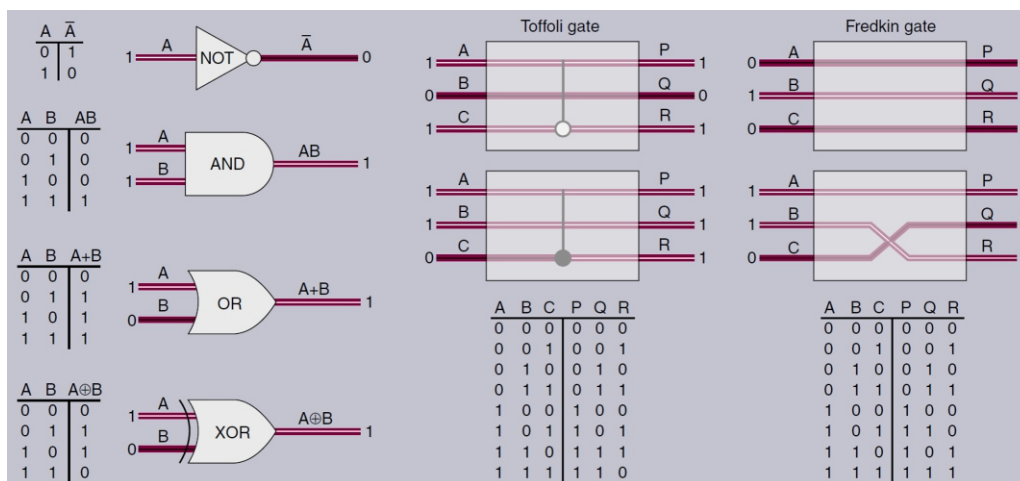 A Ā
0 1
1 0
1 A NOT Ā 0
A B AB
0 0 0
0 1 0
1 0 0
1 1 1
1 A
1 B
AND AB 1
A B A+B
0 0 0
0 1 1
1 0 1
1 1 1
1 A
0 B
OR A+B 1
A B A⊕B
0 0 0
0 1 1
1 0 1
1 1 0
1 A
0 B
XOR A⊕B 1
Toffoli gate
1 A P 1
0 B Q 0
1 C R 1
1 A P 1
1 B Q 1
0 C R 1
A B C P Q R
0 0 0 0 0 0
0 0 1 0 0 1
0 1 0 0 1 0
0 1 1 0 1 1
1 0 0 1 0 0
1 0 1 1 0 1
1 1 0 1 1 1
1 1 1 1 1 0
Fredkin gate
0 A P
1 B Q
0 C R
1 A P
1 B Q
0 C R
A B C P Q R
0 0 0 0 0 0
0 0 1 0 0 1
0 1 0 0 1 0
0 1 1 0 1 1
1 0 0 1 0 0
1 0 1 1 1 0
1 1 0 1 0 1
1 1 1 1 1 1